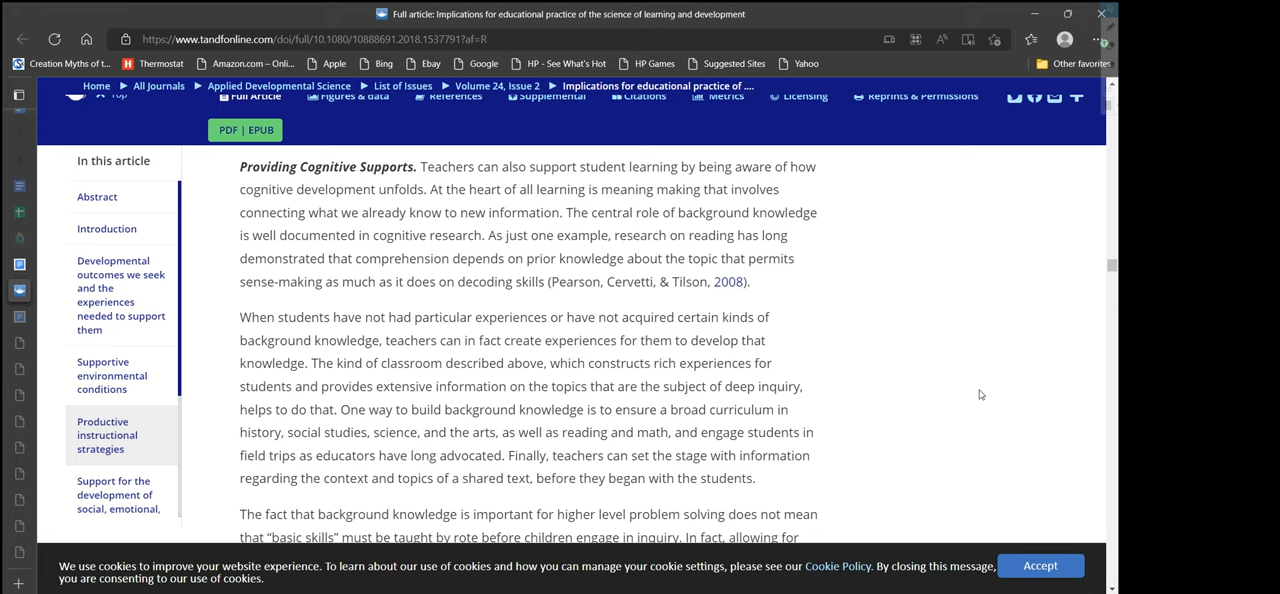 Full article: Implications for educational practice of the science of learning and development
https://www.tandfonline.com/doi/full/10.1080/10888691.2018.1537791?af=R
Creation Myths of t... Thermostat Amazon.com – Onli... Apple Bing Ebay Google HP - See What's Hot HP Games Suggested Sites Yahoo Other favorites
Home All Journals Applied Developmental Science List of Issues Volume 24, Issue 2 Implications for educational practice of ....
Top Full Article Figures & data References Supplemental Citations Metrics Licensing Reprints & Permissions
PDF | EPUB
In this article
Abstract
Introduction
Developmental
outcomes we seek
and the
experiences
needed to support
them
Supportive
environmental
conditions
Productive
instructional
strategies
Support for the
development of
social, emotional,
Providing Cognitive Supports. Teachers can also support student learning by being aware of how
cognitive development unfolds. At the heart of all learning is meaning making that involves
connecting what we already know to new information. The central role of background knowledge
is well documented in cognitive research. As just one example, research on reading has long
demonstrated that comprehension depends on prior knowledge about the topic that permits
sense-making as much as it does on decoding skills (Pearson, Cervetti, & Tilson, 2008).
When students have not had particular experiences or have not acquired certain kinds of
background knowledge, teachers can in fact create experiences for them to develop that
knowledge. The kind of classroom described above, which constructs rich experiences for
students and provides extensive information on the topics that are the subject of deep inquiry,
helps to do that. One way to build background knowledge is to ensure a broad curriculum in
history, social studies, science, and the arts, as well as reading and math, and engage students in
field trips as educators have long advocated. Finally, teachers can set the stage with information
regarding the context and topics of a shared text, before they began with the students.
The fact that background knowledge is important for higher level problem solving does not mean
that “basic skills” must be taught by rote before children engage in inquiry. In fact, allowing for
We use cookies to improve your website experience. To learn about our use of cookies and how you can manage your cookie settings, please see our Cookie Policy. By closing this message,
you are consenting to our use of cookies.
Accept